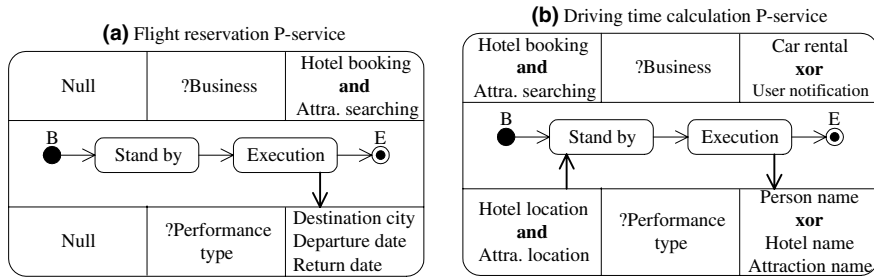 (a) Flight reservation P-service
Null
?Business
Hotel booking
and
Attra. searching
B
Stand by
Execution
E
Null
?Performance
type
Destination city
Departure date
Return date
(b) Driving time calculation P-service
Hotel booking
and
Attra. searching
?Business
Car rental
xor
User notification
B
Stand by
Execution
E
Hotel location
and
Attra. location
?Performance
type
Person name
xor
Hotel name
Attraction name